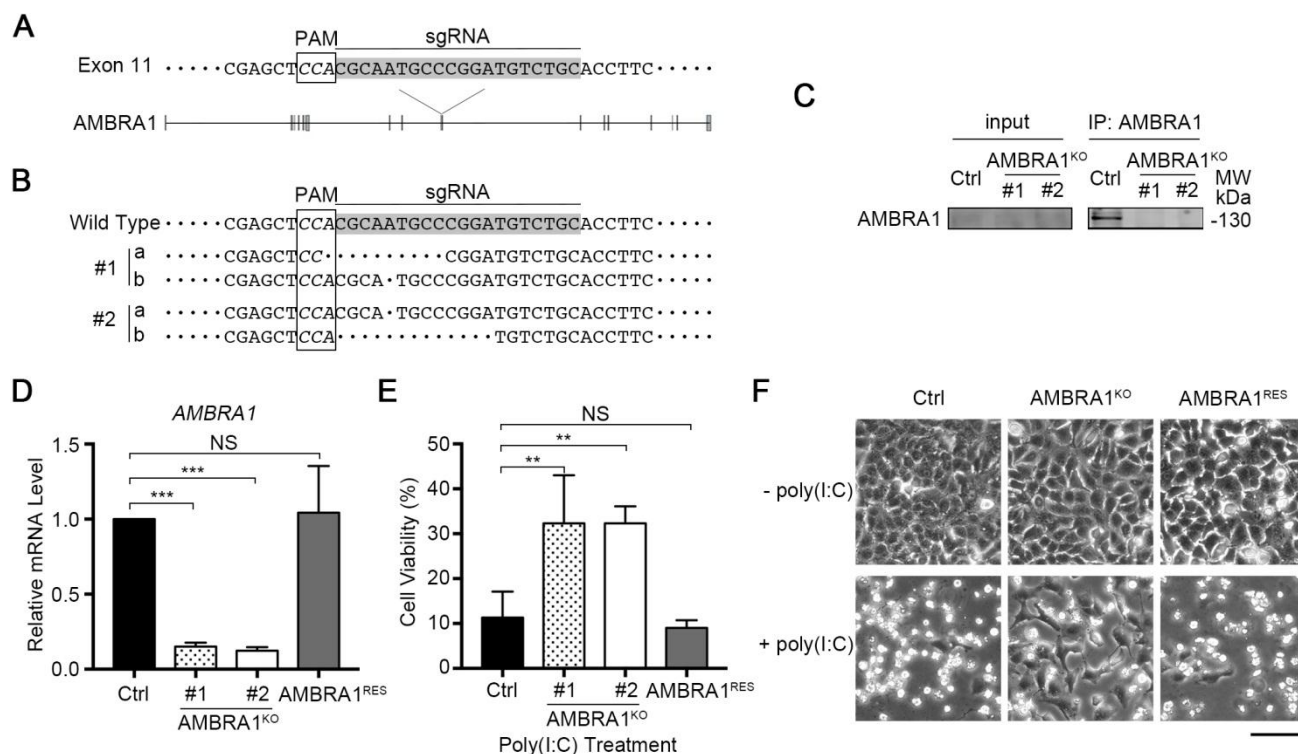 A
PAM
sgRNA
Exon 11
·····CGAGCTCCACGCAATGCCCGGATGTCTGCACCTTC·····
AMBRA1
B
PAM
sgRNA
Wild Type
·····CGAGCTCCACGCAATGCCCGGATGTCTGCACCTTC·····
#1
a
·····CGAGCTCC··········CGGATGTCTGCACCTTC·····
b
·····CGAGCTCCACGCA·TGCCCGGATGTCTGCACCTTC·····
#2
a
·····CGAGCTCCACGCA·TGCCCGGATGTCTGCACCTTC·····
b
·····CGAGCTCCA·············TGTCTGCACCTTC·····
C
input
IP: AMBRA1
Ctrl
AMBRA1KO
#1 #2
Ctrl
AMBRA1KO
#1 #2
MW
kDa
AMBRA1
-130
D
AMBRA1
NS
***
***
Relative mRNA Level
1.5
1.0
0.5
0.0
Ctrl
#1
#2
AMBRA1RES
AMBRA1KO
E
NS
**
**
Cell Viability (%)
50
40
30
20
10
0
Ctrl
#1
#2
AMBRA1RES
AMBRA1KO
Poly(I:C) Treatment
F
Ctrl
AMBRA1KO
AMBRA1RES
- poly(I:C)
+ poly(I:C)